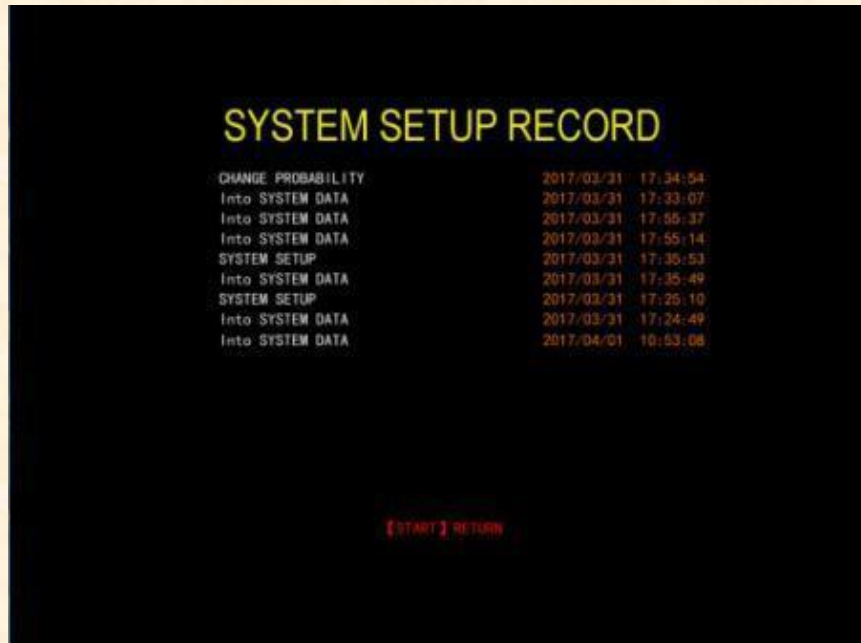 SYSTEM SETUP RECORD
CHANGE PROBABILITY 2017/03/31 17:34:54
Into SYSTEM DATA 2017/03/31 17:33:07
Into SYSTEM DATA 2017/03/31 17:55:37
Into SYSTEM DATA 2017/03/31 17:55:14
SYSTEM SETUP 2017/03/31 17:35:53
Into SYSTEM DATA 2017/03/31 17:35:49
SYSTEM SETUP 2017/03/31 17:25:10
Into SYSTEM DATA 2017/03/31 17:24:49
Into SYSTEM DATA 2017/04/01 10:53:08
【START】RETURN